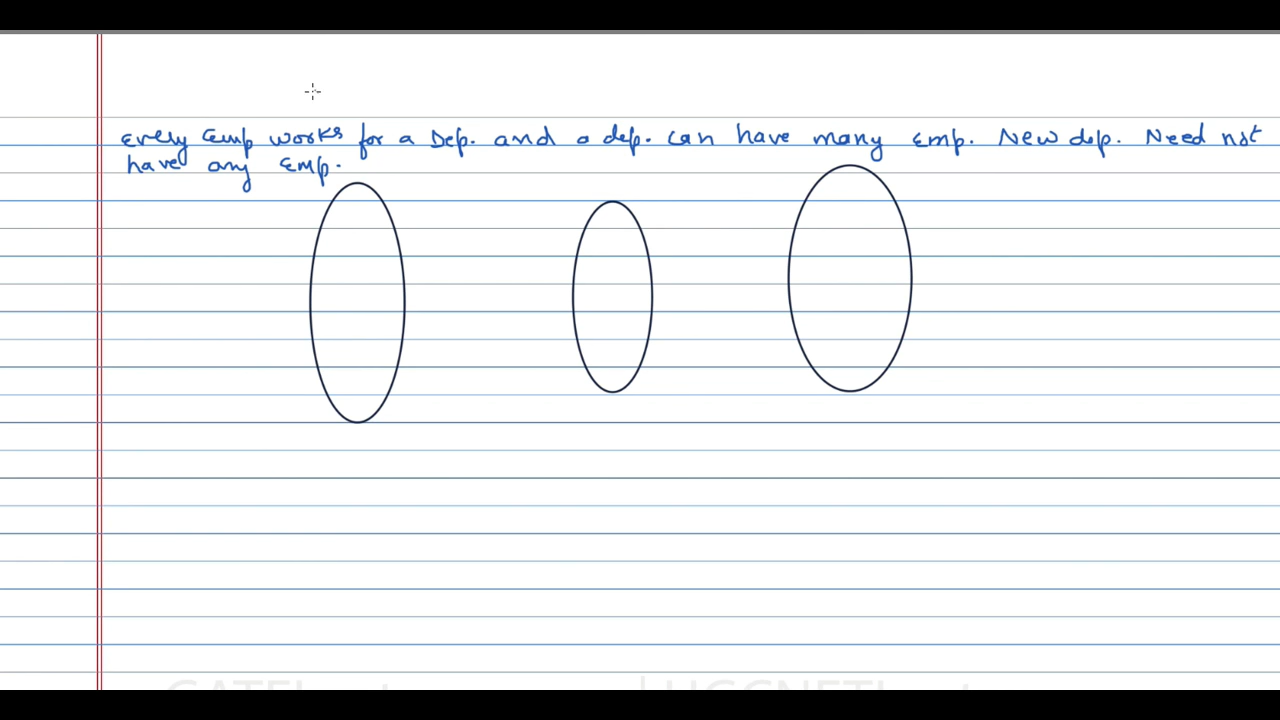 Every Emp works for a Dep. and a dep. can have many Emp. New dep. Need not
have any Emp.